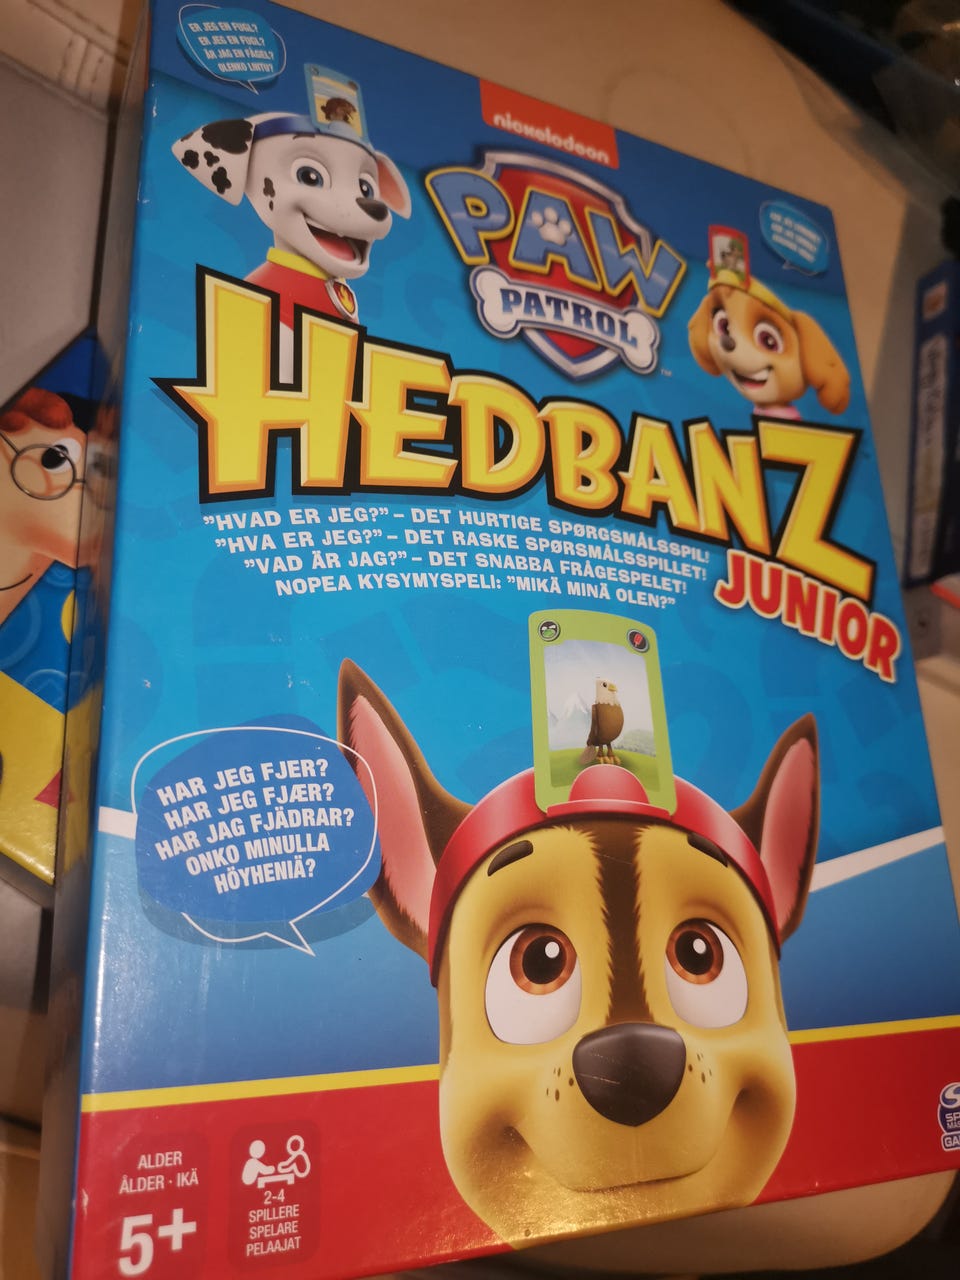 ER JEG EN FUGL?
ER JEG EN FUGL?
ÄR JAG EN FÅGEL?
OLENKO LINTU?
nickelodeon
PAW
PATROL
TM
HEDBANZ
JUNIOR
"HVAD ER JEG?" – DET HURTIGE SPØRGSMÅLSSPIL!
"HVA ER JEG?" – DET RASKE SPØRSMÅLSSPILLET!
"VAD ÄR JAG?" – DET SNABBA FRÅGESPELET!
NOPEA KYSYMYSPELI: "MIKÄ MINÄ OLEN?"
HAR JEG FJER?
HAR JEG FJÆR?
HAR JAG FJÄDRAR?
ONKO MINULLA
HÖYHENIÄ?
ALDER
ÅLDER · IKÄ
5+
2-4
SPILLERE
SPELARE
PELAAJAT